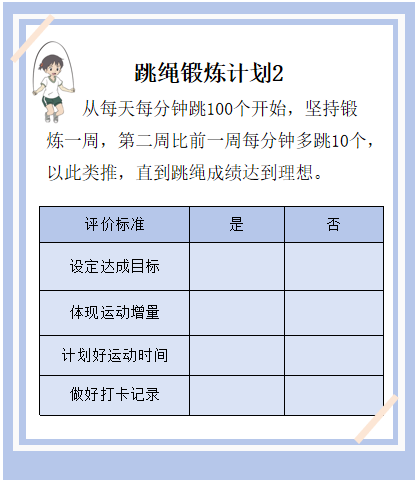 跳绳锻炼计划2
从每天每分钟跳100个开始，坚持锻
炼一周，第二周比前一周每分钟多跳10个，
以此类推，直到跳绳成绩达到理想。
评价标准 是 否
设定达成目标
体现运动增量
计划好运动时间
做好打卡记录